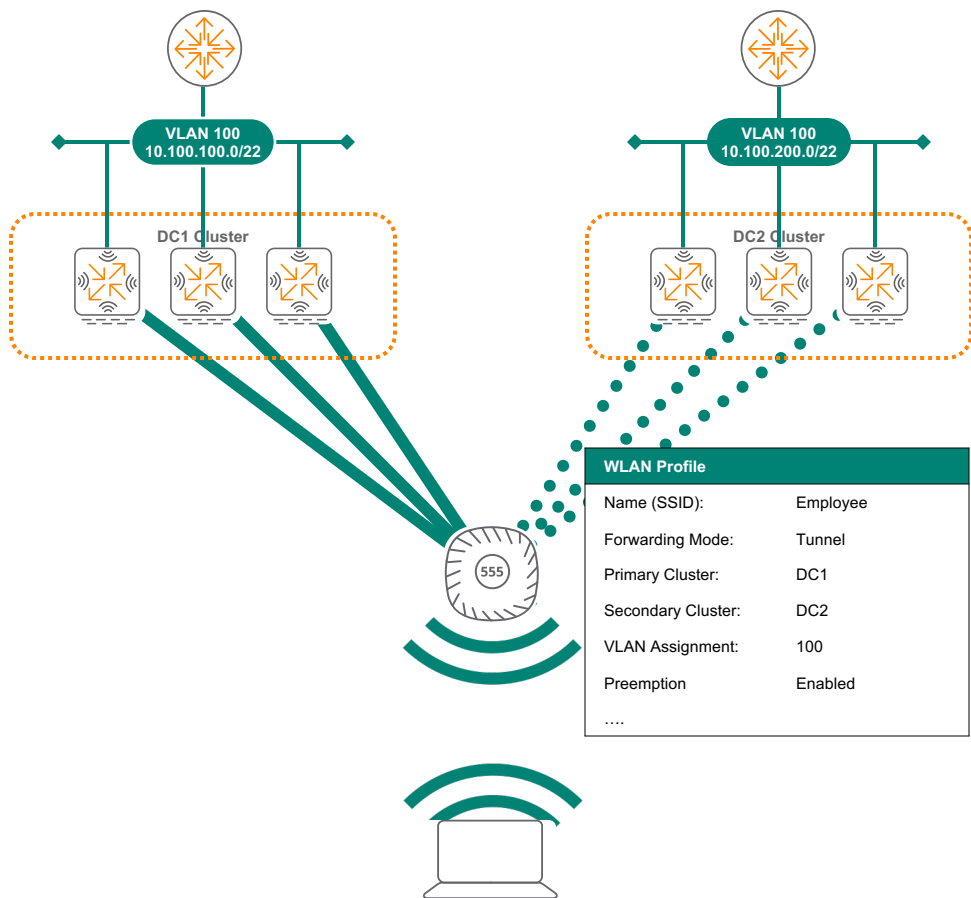 VLAN 100
10.100.100.0/22
VLAN 100
10.100.200.0/22
DC1 Cluster
DC2 Cluster
WLAN Profile
Name (SSID): Employee
Forwarding Mode: Tunnel
Primary Cluster: DC1
Secondary Cluster: DC2
VLAN Assignment: 100
Preemption Enabled
....
555